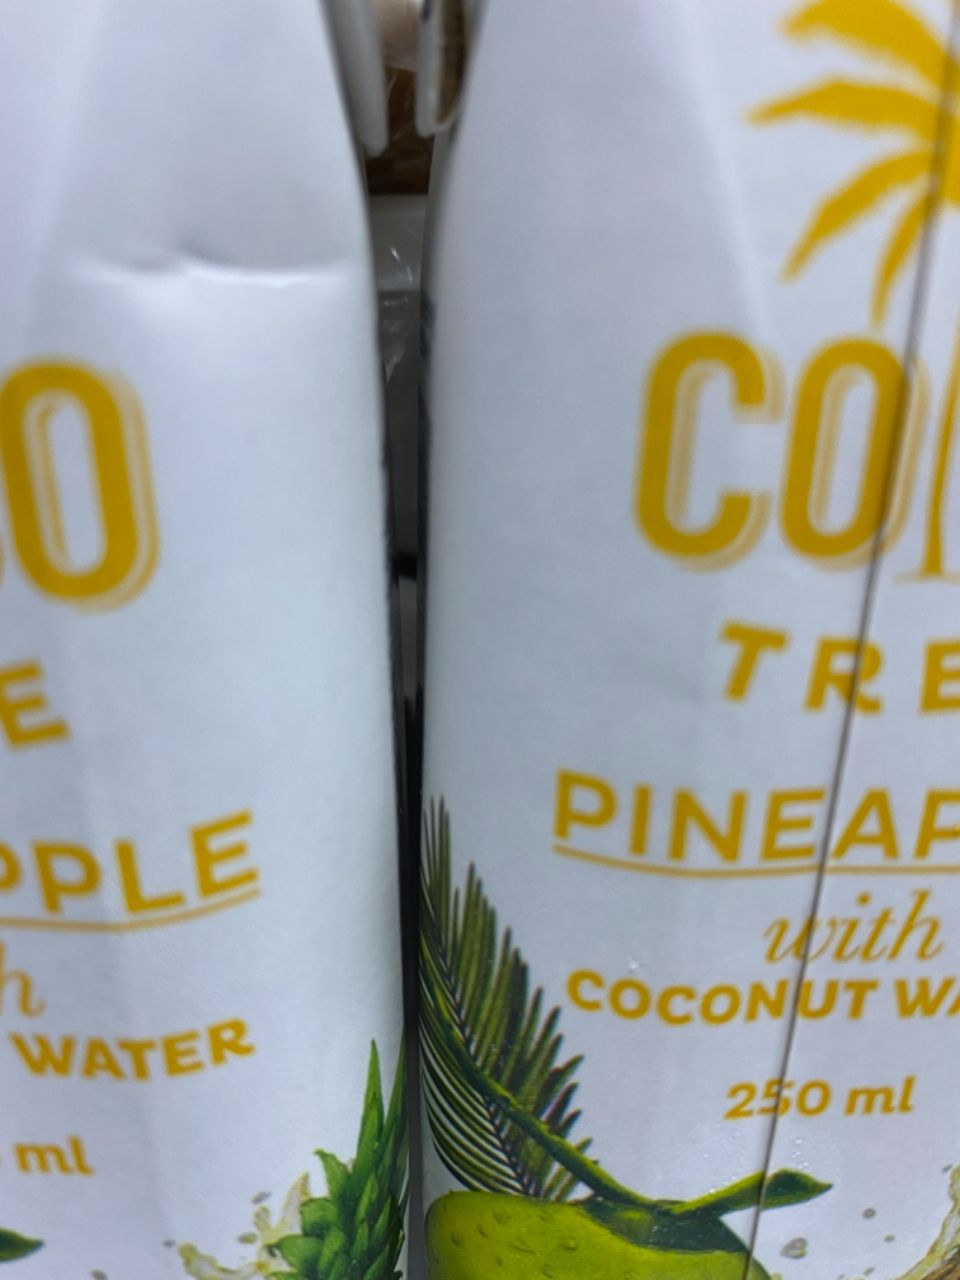 O
E
PPLE
h
WATER
ml
CO
TRE
PINEAP
with
COCONUT WA
250 ml